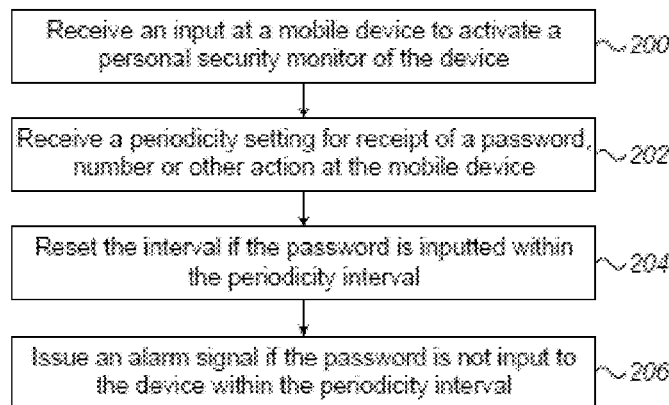 Receive an input at a mobile device to activate a
personal security monitor of the device
200
Receive a periodicity setting for receipt of a password,
number or other action at the mobile device
202
Reset the interval if the password is inputted within
the periodicity interval
204
Issue an alarm signal if the password is not input to
the device within the periodicity interval
206